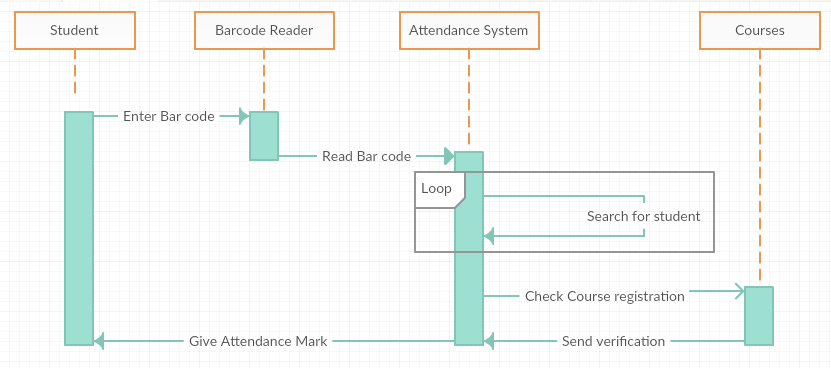 Student
Barcode Reader
Attendance System
Courses
Enter Bar code
Read Bar code
Loop
Search for student
Check Course registration
Give Attendance Mark
Send verification